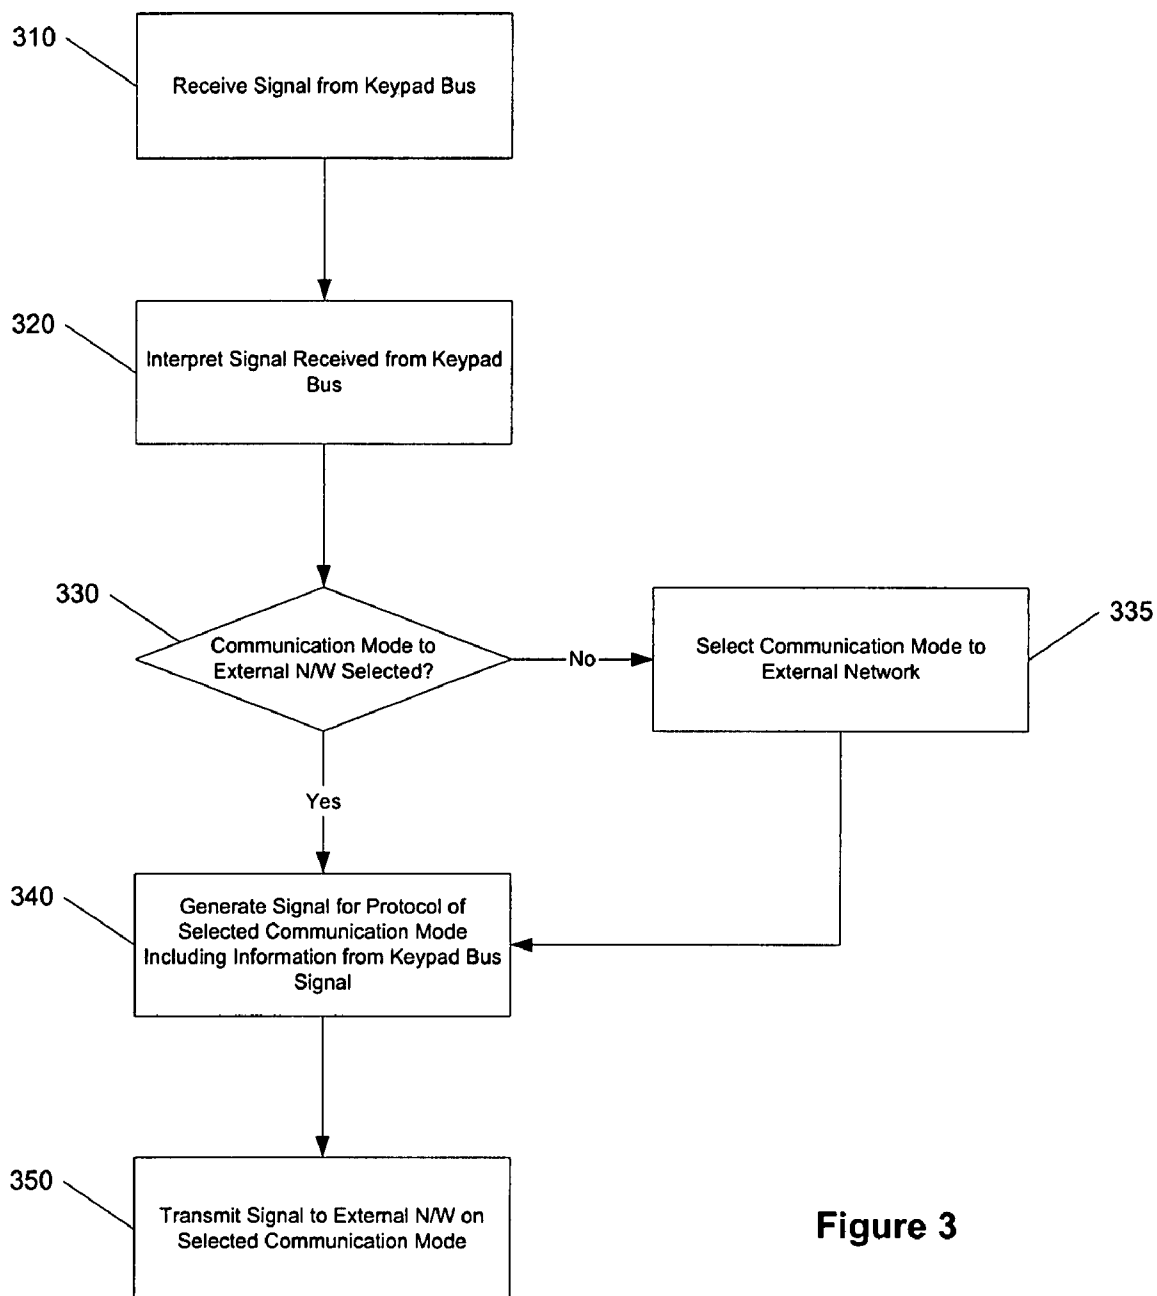 310
Receive Signal from Keypad Bus
320
Interpret Signal Received from Keypad
Bus
330
Communication Mode to
External N/W Selected?
No
Select Communication Mode to
External Network
335
Yes
340
Generate Signal for Protocol of
Selected Communication Mode
Including Information from Keypad Bus
Signal
350
Transmit Signal to External N/W on
Selected Communication Mode
Figure 3